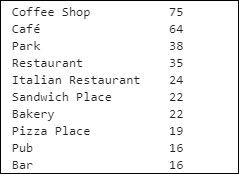 Coffee Shop 75
Café 64
Park 38
Restaurant 35
Italian Restaurant 24
Sandwich Place 22
Bakery 22
Pizza Place 19
Pub 16
Bar 16